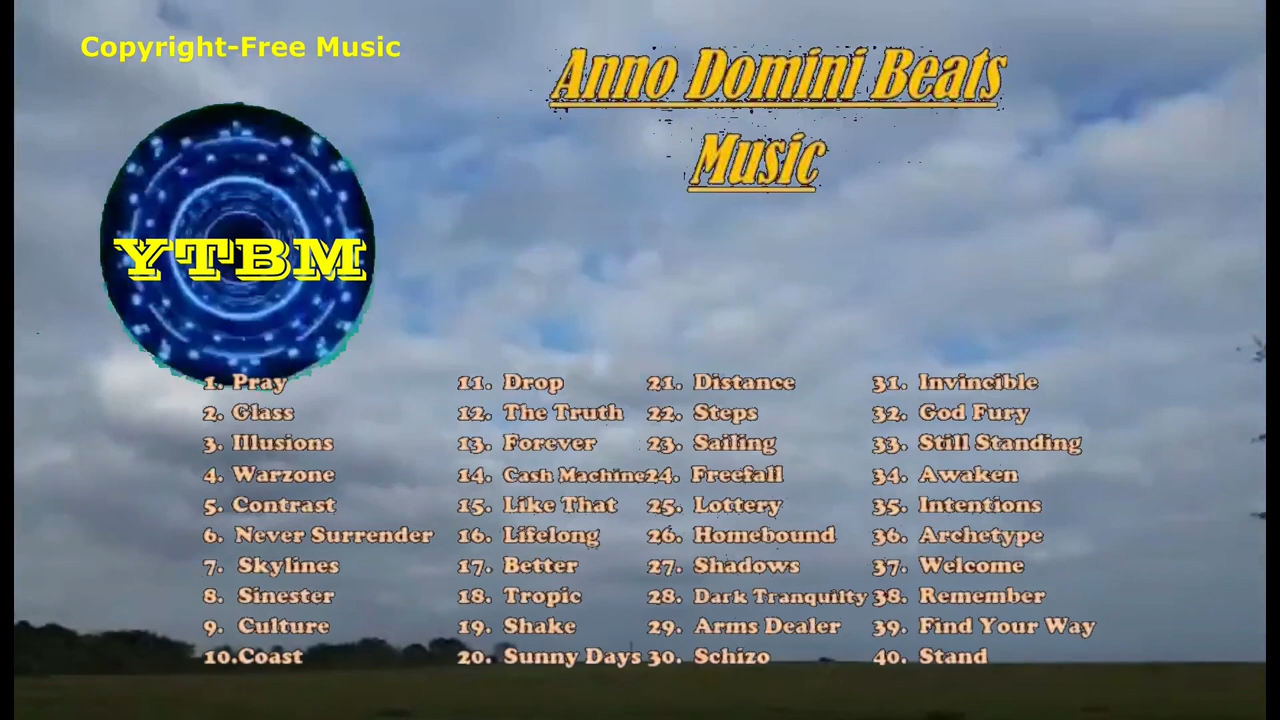 Copyright-Free Music
Anno Domini Beats
Music
YTBM
1. Pray
2. Glass
3. Illusions
4. Warzone
5. Contrast
6. Never Surrender
7. Skylines
8. Sinester
9. Culture
10.Coast
11. Drop
12. The Truth
13. Forever
14. Cash Machine
15. Like That
16. Lifelong
17. Better
18. Tropic
19. Shake
20. Sunny Days
21. Distance
22. Steps
23. Sailing
24. Freefall
25. Lottery
26. Homebound
27. Shadows
28. Dark Tranquilty
29. Arms Dealer
30. Schizo
31. Invincible
32. God Fury
33. Still Standing
34. Awaken
35. Intentions
36. Archetype
37. Welcome
38. Remember
39. Find Your Way
40. Stand